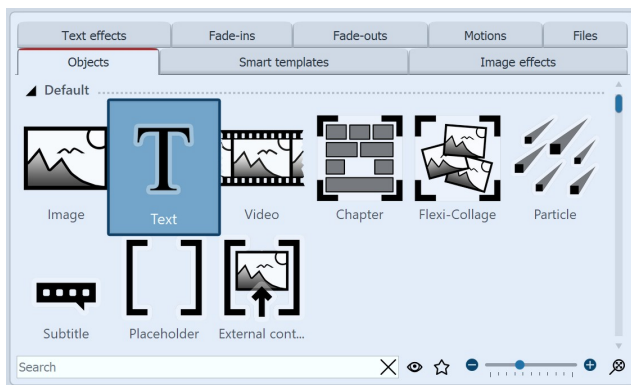 Text effects Fade-ins Fade-outs Motions Files
Objects Smart templates Image effects
Default
T
Image Text Video Chapter Flexi-Collage Particle
Subtitle Placeholder External cont...
Search